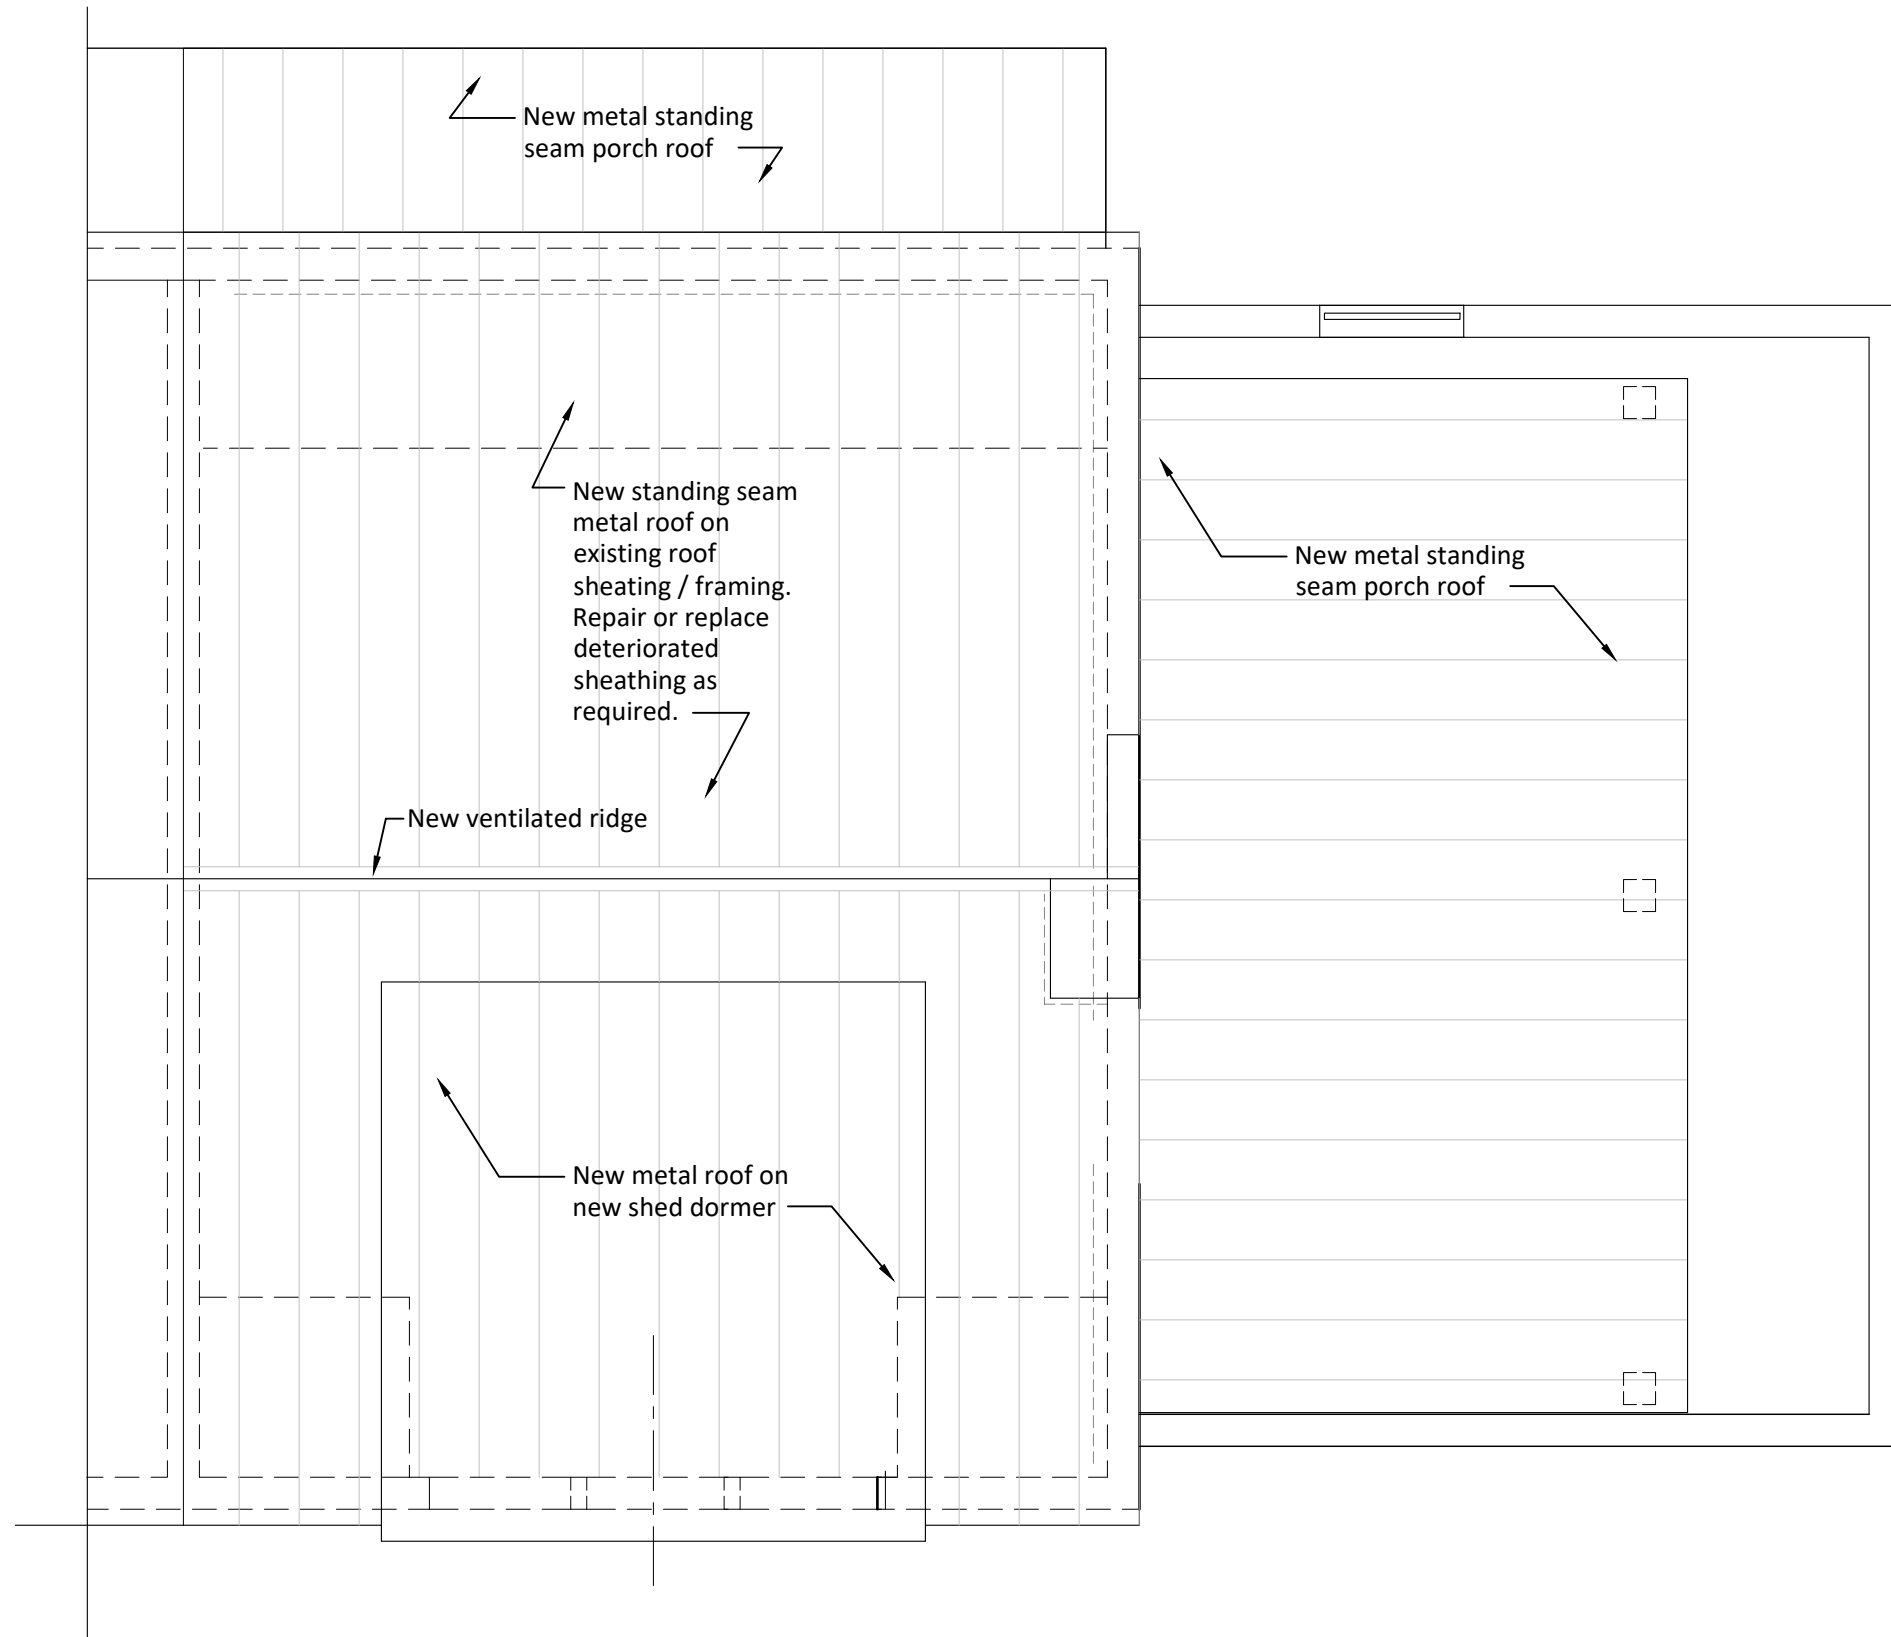 New metal standing
seam porch roof
New standing seam
metal roof on
existing roof
sheating / framing.
Repair or replace
deteriorated
sheathing as
required.
New metal standing
seam porch roof
New ventilated ridge
New metal roof on
new shed dormer